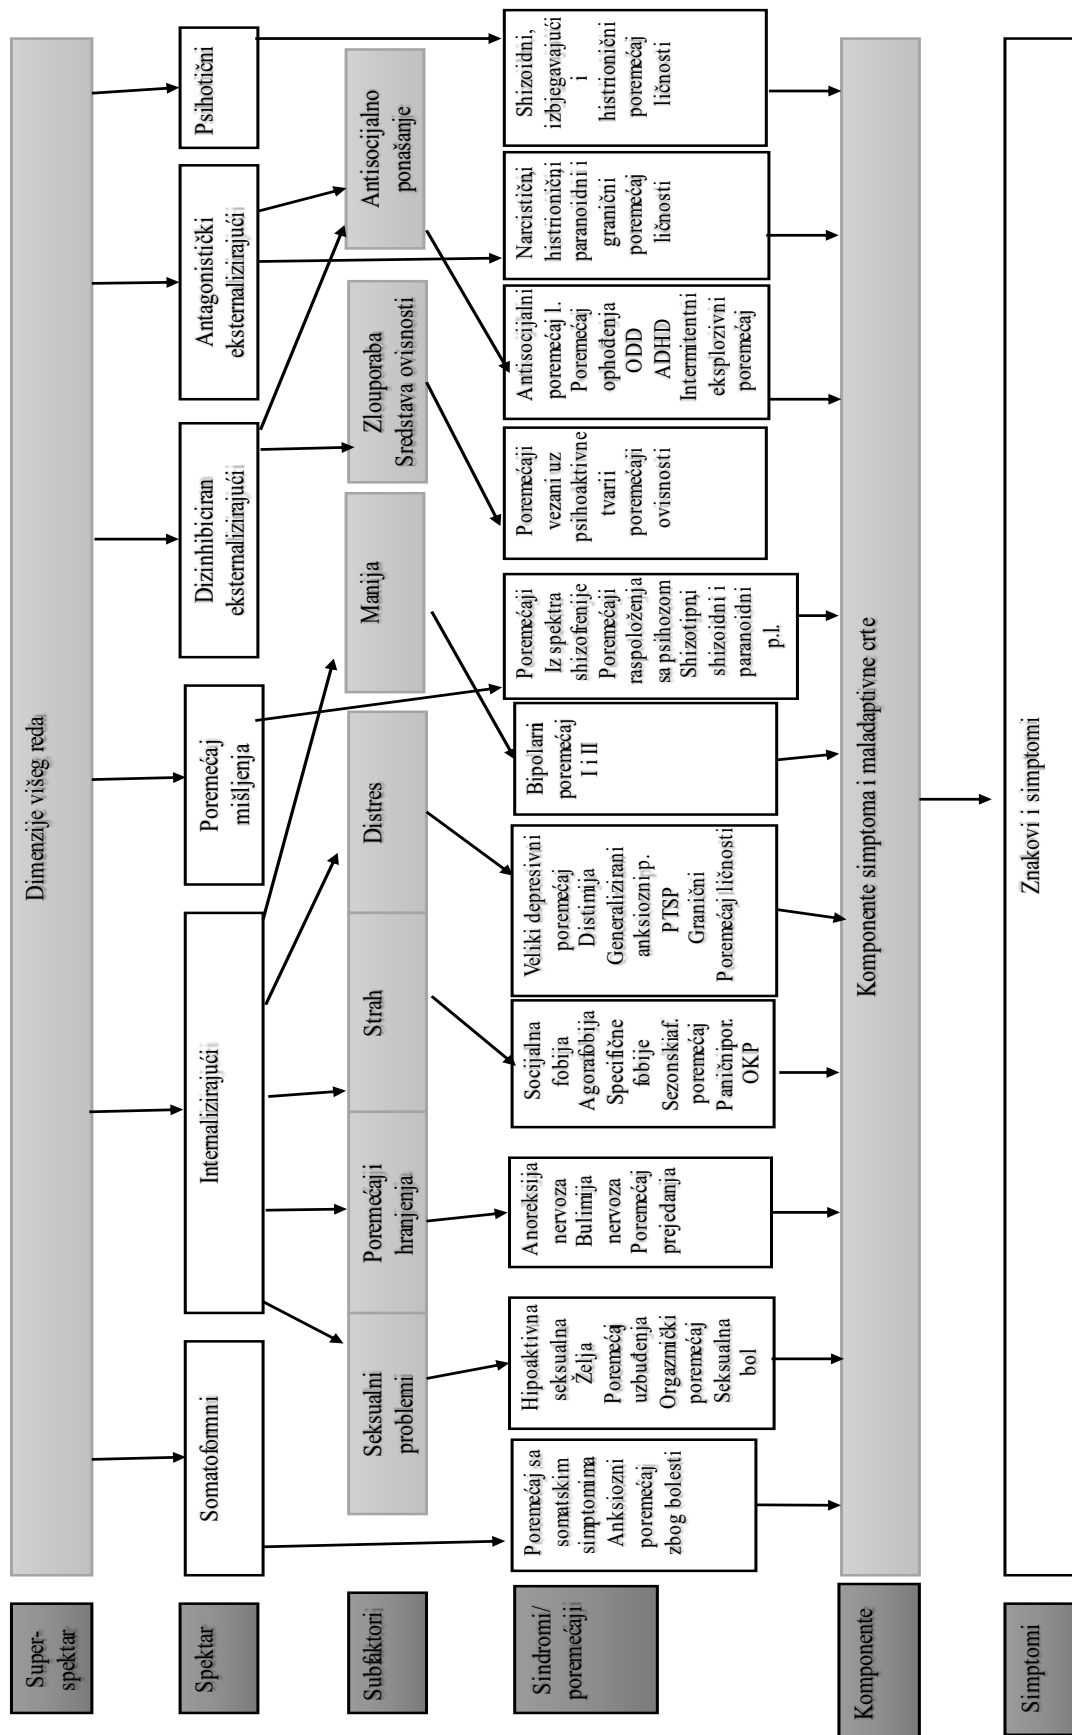 Super-
spektar
Dimenzije višeg reda
Spektar
Somatoformni
Internalizirajući
Poremećaj
mišljenja
Dizinhibiciran
eksternalizirajući
Antagonistički
eksternalizirajući
Psihotični
Subfaktori
Seksualni
problemi
Poremećaji
hranjenja
Strah
Distres
Manija
Zlouporaba
Sredstava ovisnosti
Antisocijalno
ponašanje
Sindromi/
poremećaji
Poremećaj sa
somatskim
simptomima
Anksiozni
poremećaj
zbog bolesti
Hipoaktivna
seksualna
Želja
Poremećaj
uzbuđenja
Orgazmički
poremećaj
Seksualna
bol
Anoreksija
nervoza
Bulimija
nervoza
Poremećaj
prejedanja
Socijalna
fobija
Agorafobija
Specifične
fobije
Sezonski af.
poremećaj
Panični por.
OKP
Veliki depresivni
poremećaj
Distimija
Generalizirani
anksiozni p.
PTSP
Granični
Poremećaj ličnosti
Bipolarni
poremećaj
I i II
Poremećaji
Iz spektra
shizofrenije
Poremećaji
raspoloženja
sa psihozom
Shizotipni,
shizoidni i
paranoidni
p.l.
Poremećaji
vezani uz
psihoaktivne
tvari i
poremećaji
ovisnosti
Antisocijalni
poremećaj l.
Poremećaj
ophođenja
ODD
ADHD
Intermitentni
eksplozivni
poremećaj
Narcistični,
histrionični,
paranoidni i
granični
poremećaj
ličnosti
Shizoidni,
izbjegavajući
i
histrionični
poremećaj
ličnosti
Komponente
Komponente simptoma i maladaptivne crte
Simptomi
Znakovi i simptomi